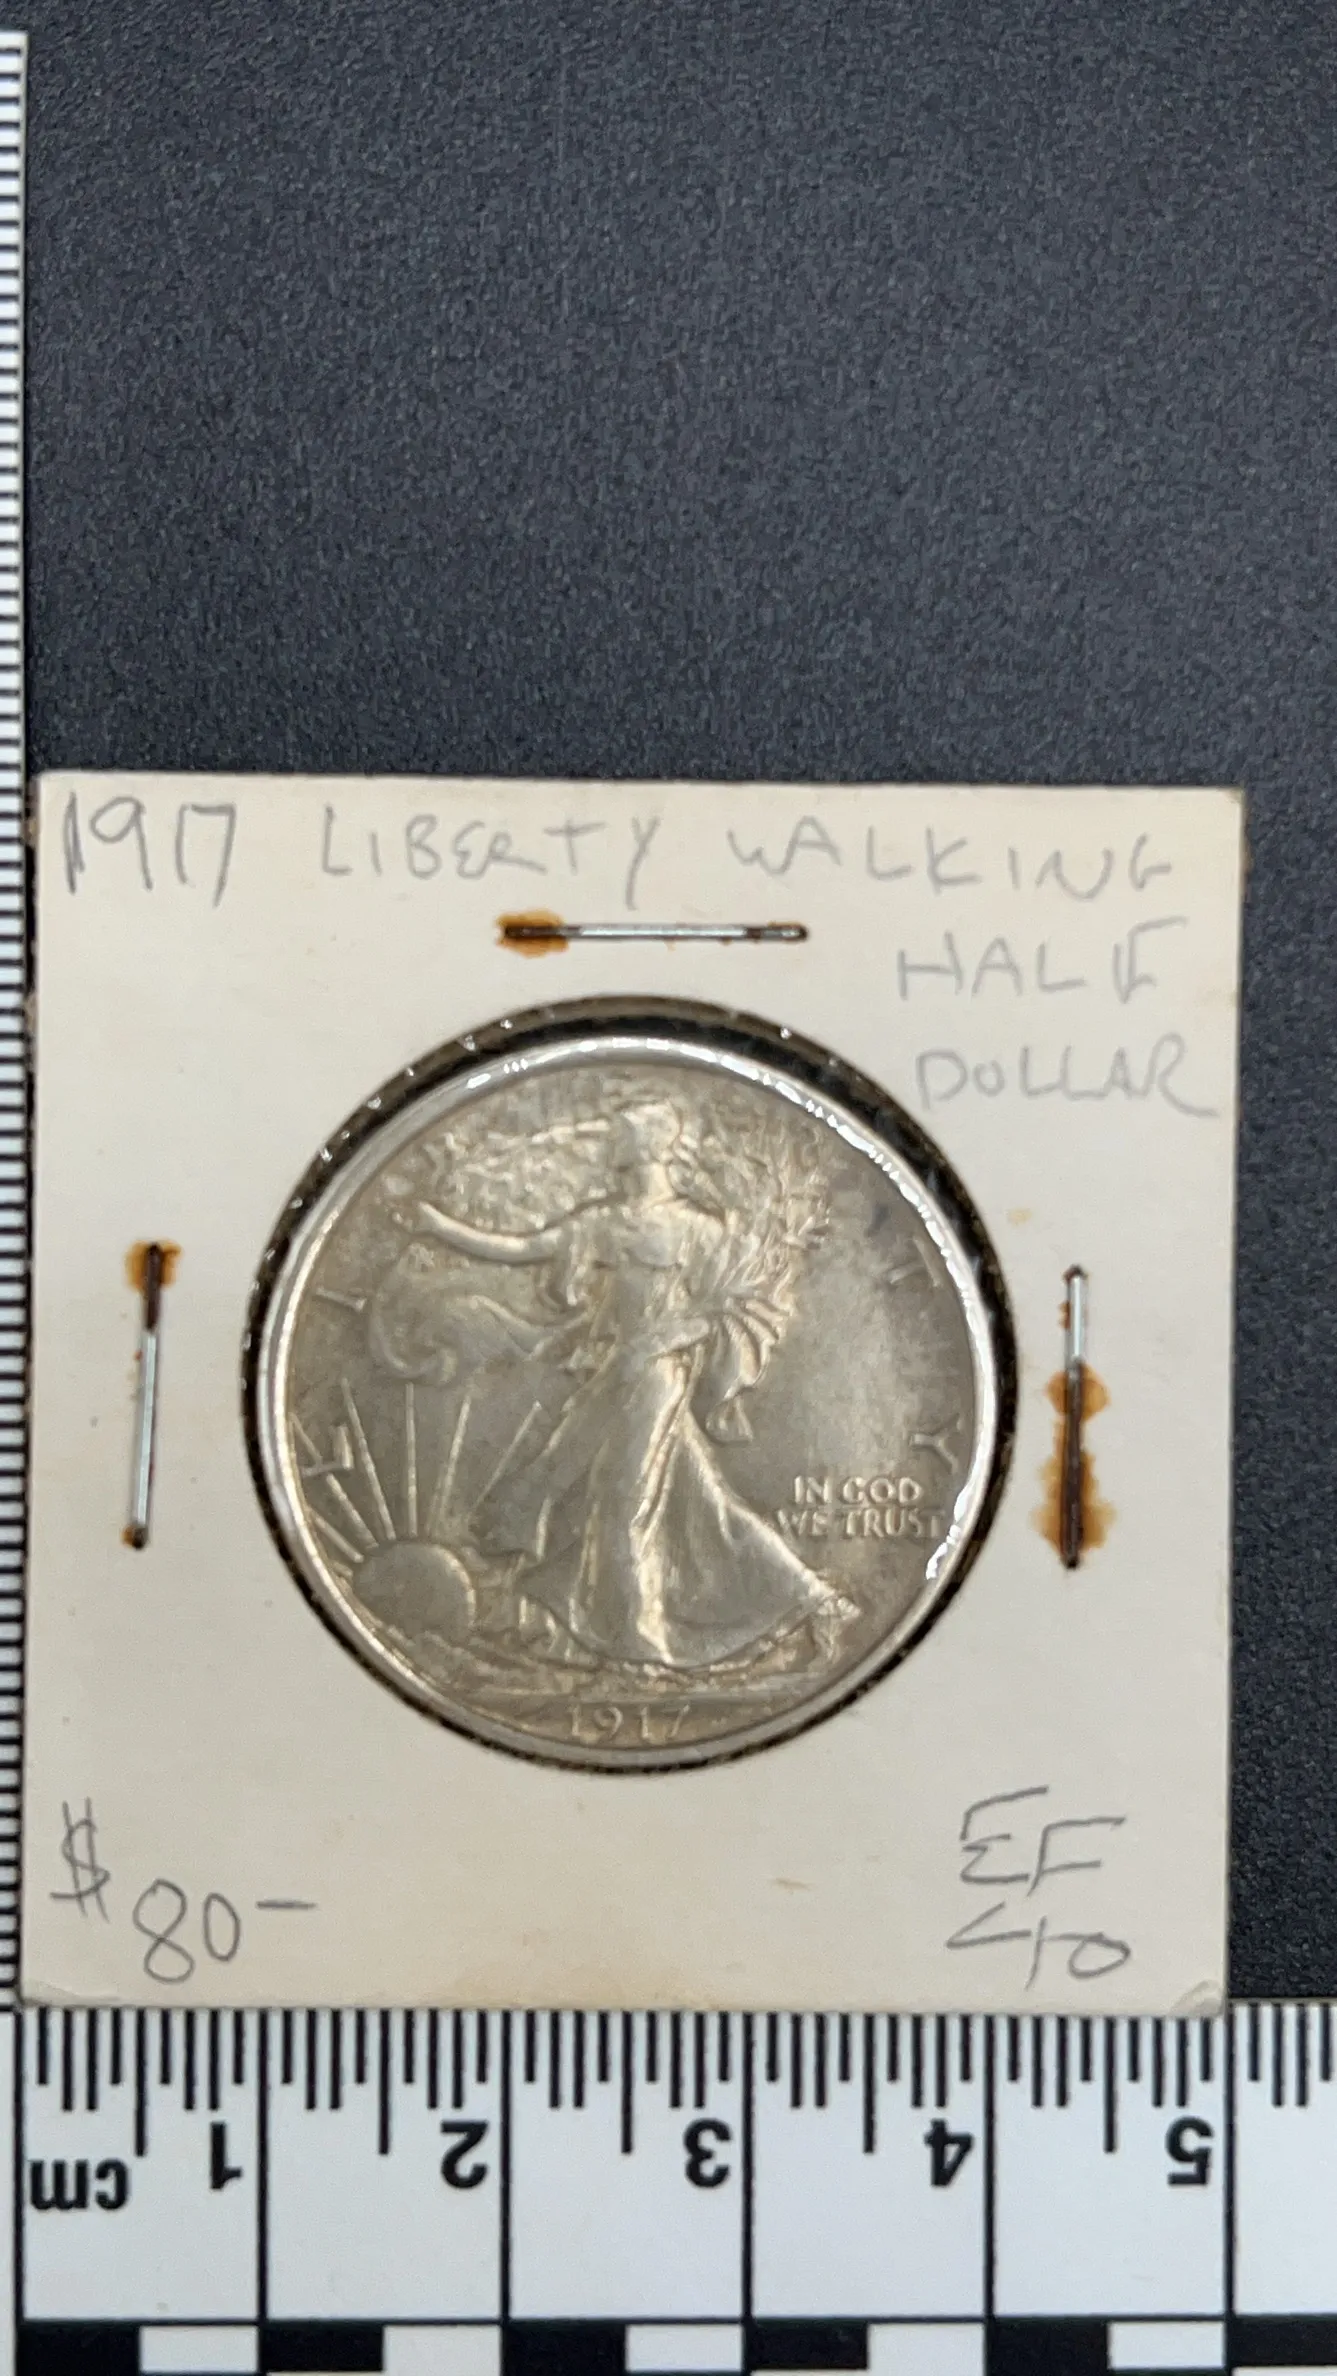 1917 LIBERTY WALKING
HALF
DOLLAR
L I TY
IN GOD
WE TRUST
1917
$80-
EF
40
cm 1 2 3 4 5